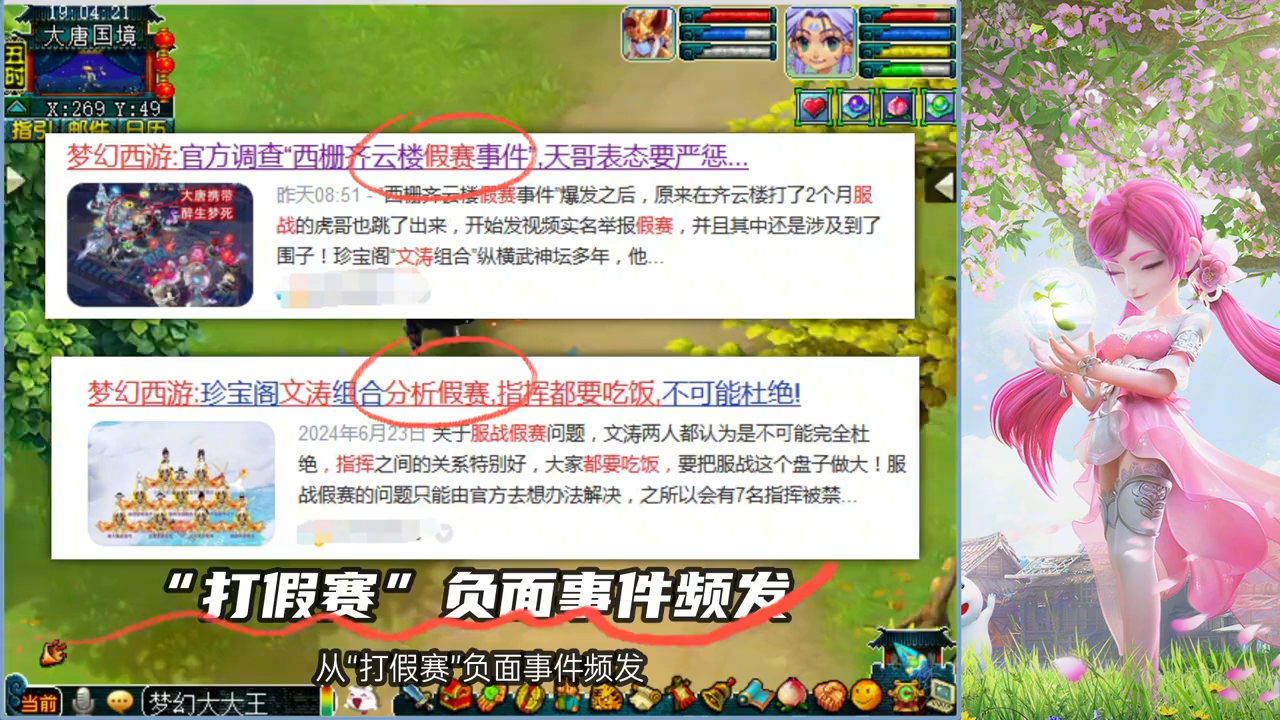 19.04.21
大唐国境
丑时
X:269 Y:49
指引 邮件 日历
梦幻西游:官方调查“西栅齐云楼假赛事件”,天哥表态要严惩...
大唐携带
醉生梦死
昨天08:51 - “西栅齐云楼假赛事件”爆发之后，原来在齐云楼打了2个月服
战的虎哥也跳了出来，开始发视频实名举报假赛，并且其中还是涉及到了
围子！珍宝阁“文涛组合”纵横武神坛多年，他...
梦幻西游:珍宝阁文涛组合分析假赛,指挥都要吃饭,不可能杜绝!
2024年6月23日 关于服战假赛问题，文涛两人都认为是不可能完全杜
绝，指挥之间的关系特别好，大家都要吃饭，要把服战这个盘子做大！服
战假赛的问题只能由官方去想办法解决，之所以会有7名指挥被禁...
“打假赛”负面事件频发
从“打假赛”负面事件频发
当前
梦幻大大王